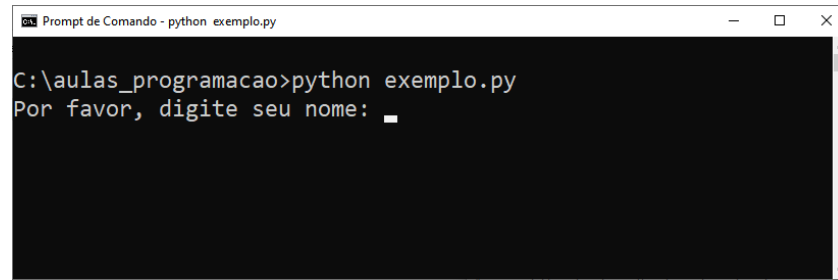 Prompt de Comando - python exemplo.py
C:\aulas_programacao>python exemplo.py
Por favor, digite seu nome: